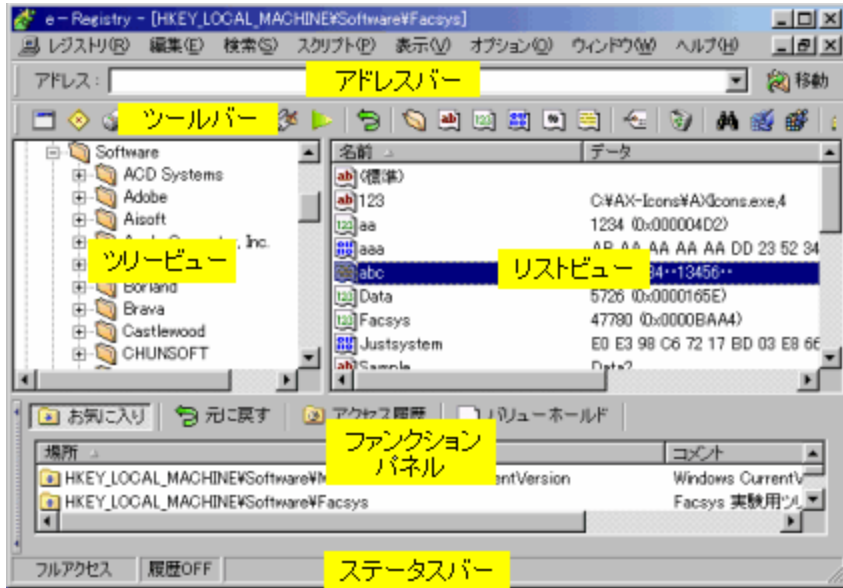 e-Registry - [HKEY_LOCAL_MACHINE¥Software¥Facsys]
レジストリ(R) 編集(E) 検索(S) スクリプト(P) 表示(V) オプション(O) ウィンドウ(W) ヘルプ(H)
アドレス: アドレスバー 移動
ツールバー
Software
ACD Systems
Adobe
Aisoft
, Inc.
ツリービュー
Borland
Brava
Castlewood
CHUNSOFT
名前 データ
(標準)
123 C:¥AX-Icons¥AXIcons.exe,4
aa 1234 (0x000004D2)
aaa AB AA AA AA AA DD 23 52 34
abc 34··13456··
リストビュー
Data 5726 (0x0000165E)
Facsys 47780 (0x0000BAA4)
Justsystem E0 E3 98 C6 72 17 BD 03 E8 66
Sample Data2
お気に入り 元に戻す アクセス履歴 バリューホールド
ファンクション
パネル
場所 コメント
HKEY_LOCAL_MACHINE¥Software¥M entVersion Windows CurrentV
HKEY_LOCAL_MACHINE¥Software¥Facsys Facsys 実験用ツリ
フルアクセス 履歴OFF ステータスバー